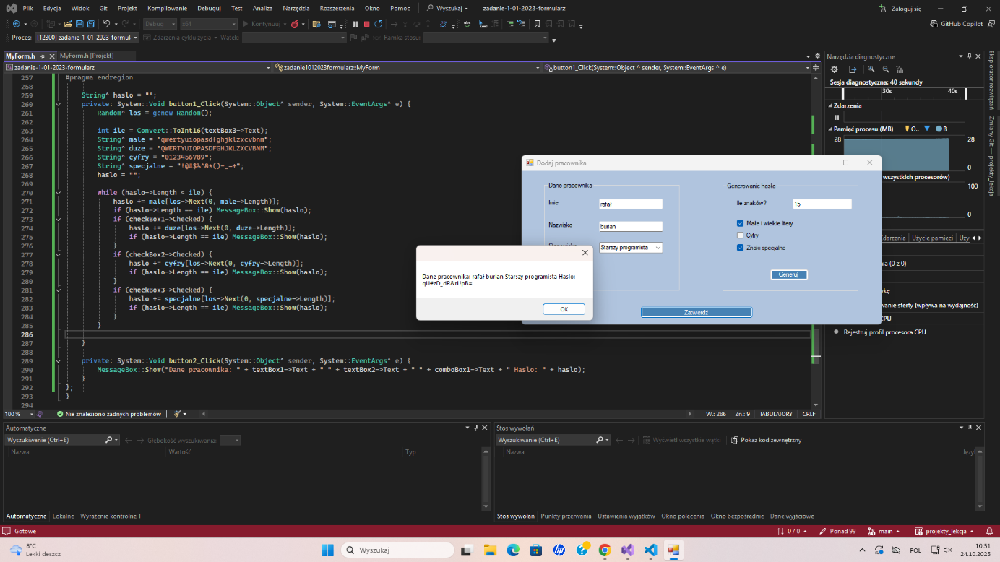 Plik Edycja Widok Git Projekt Kompilowanie Debuguj Test Analiza Narzędzia Rozszerzenia Okno Pomoc Wyszukaj zadanie-1-01-2023-formularz Zaloguj się
Debug x64 Kontynuuj GitHub Copilot
Proces: [12300] zadanie-1-01-2023-formul Zdarzenia cyklu życia Wątek: Ramka stosu:
MyForm.h MyForm.h [Projekt]
zadanie-1-01-2023-formularz zadanie1012023formularz::MyForm button1_Click(System::Object ^ sender, System::EventArgs ^ e)
257 #pragma endregion
258
259 String^ haslo = "";
260 private: System::Void button1_Click(System::Object^ sender, System::EventArgs^ e) {
261 Random^ los = gcnew Random();
262
263 int ile = Convert::ToInt16(textBox3->Text);
264 String^ male = "qwertyuiopasdfghjklzxcvbnm";
265 String^ duze = "QWERTYUIOPASDFGHJKLZXCVBNM";
266 String^ cyfry = "0123456789";
267 String^ specjalne = "!@#$%^&*()-_=+";
268 haslo = "";
269
270 while (haslo->Length < ile) {
271 haslo += male[los->Next(0, male->Length)];
272 if (haslo->Length == ile) MessageBox::Show(haslo);
273 if (checkBox1->Checked) {
274 haslo += duze[los->Next(0, duze->Length)];
275 if (haslo->Length == ile) MessageBox::Show(haslo);
276 }
277 if (checkBox2->Checked) {
278 haslo += cyfry[los->Next(0, cyfry->Length)];
279 if (haslo->Length == ile) MessageBox::Show(haslo);
280 }
281 if (checkBox3->Checked) {
282 haslo += specjalne[los->Next(0, specjalne->Length)];
283 if (haslo->Length == ile) MessageBox::Show(haslo);
284 }
285 }
286
287 }
288
289 private: System::Void button2_Click(System::Object^ sender, System::EventArgs^ e) {
290 MessageBox::Show("Dane pracownika: " + textBox1->Text + " " + textBox2->Text + " " + comboBox1->Text + " Haslo: " + haslo);
291 }
292 };
293 }
294
100 % Nie znaleziono żadnych problemów W.: 286 Zn.: 9 TABULATORY CRLF
Dodaj pracownika
Dane pracownika
Imie rafał
Nazwisko burian
Starszy programista
Generowanie hasła
Ile znaków? 15
Małe i wielkie litery
Cyfry
Znaki specjalne
Generuj
Zatwierdź
Dane pracownika: rafał burian Starszy programista Haslo:
qU#zD_dR&rL!pB=
OK
Narzędzia diagnostyczne
Sesja diagnostyczna: 40 sekundy
30s 40s
Zdarzenia
Pamięć procesu (MB) O.. B
28 28
0
wszystkich procesorów)
100
0
Zdarzenia Użycie pamięci
(0 z 0)
wanie sterty (wpływa na wydajność)
CPU
Rejestruj profil procesora CPU
Eksplorator rozwiązań
Zmiany Git — projekty_lekcja
Automatyczne
Wyszukiwanie (Ctrl+E) Głębokość wyszukiwania:
Nazwa Wartość Typ
Automatyczne Lokalne Wyrażenie kontrolne 1
Stos wywołań
Wyszukiwanie (Ctrl+E) Wyświetl wszystkie wątki Pokaż kod zewnętrzny
Nazwa Język
Stos wywołań Punkty przerwania Ustawienia wyjątków Okno polecenia Okno bezpośrednie Dane wyjściowe
Gotowe 0 / 0 Ponad 99 main projekty_lekcja
8°C
Lekki deszcz
Wyszukaj
POL
10:51
24.10.2025